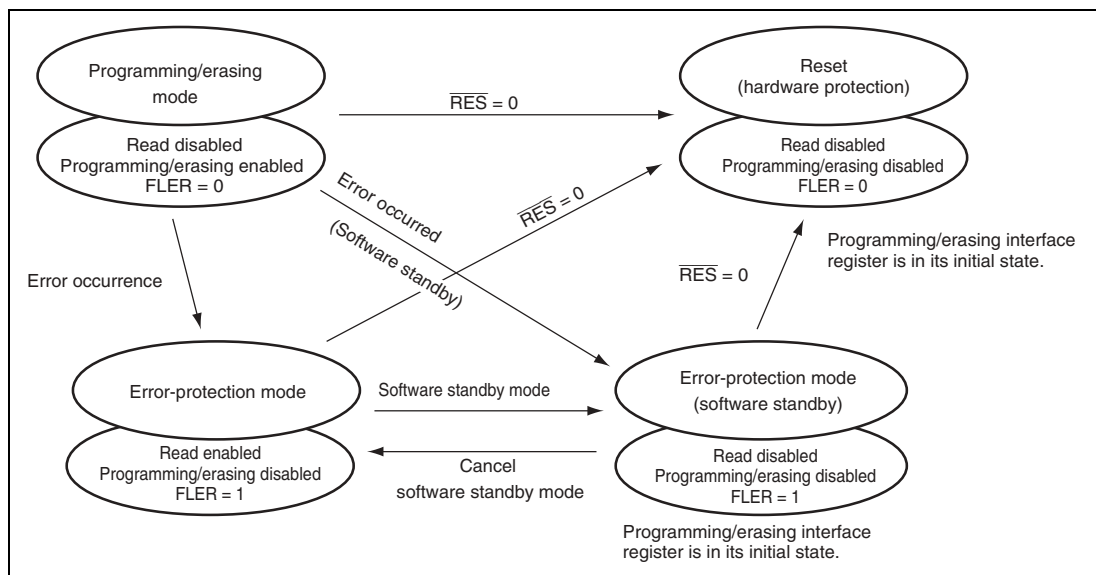 Programming/erasing
mode
Read disabled
Programming/erasing enabled
FLER = 0
RES = 0
Reset
(hardware protection)
Read disabled
Programming/erasing disabled
FLER = 0
Programming/erasing interface
register is in its initial state.
Error occurred
(Software standby)
RES = 0
RES = 0
Error occurrence
Error-protection mode
Read enabled
Programming/erasing disabled
FLER = 1
Software standby mode
Cancel
software standby mode
Error-protection mode
(software standby)
Read disabled
Programming/erasing disabled
FLER = 1
Programming/erasing interface
register is in its initial state.